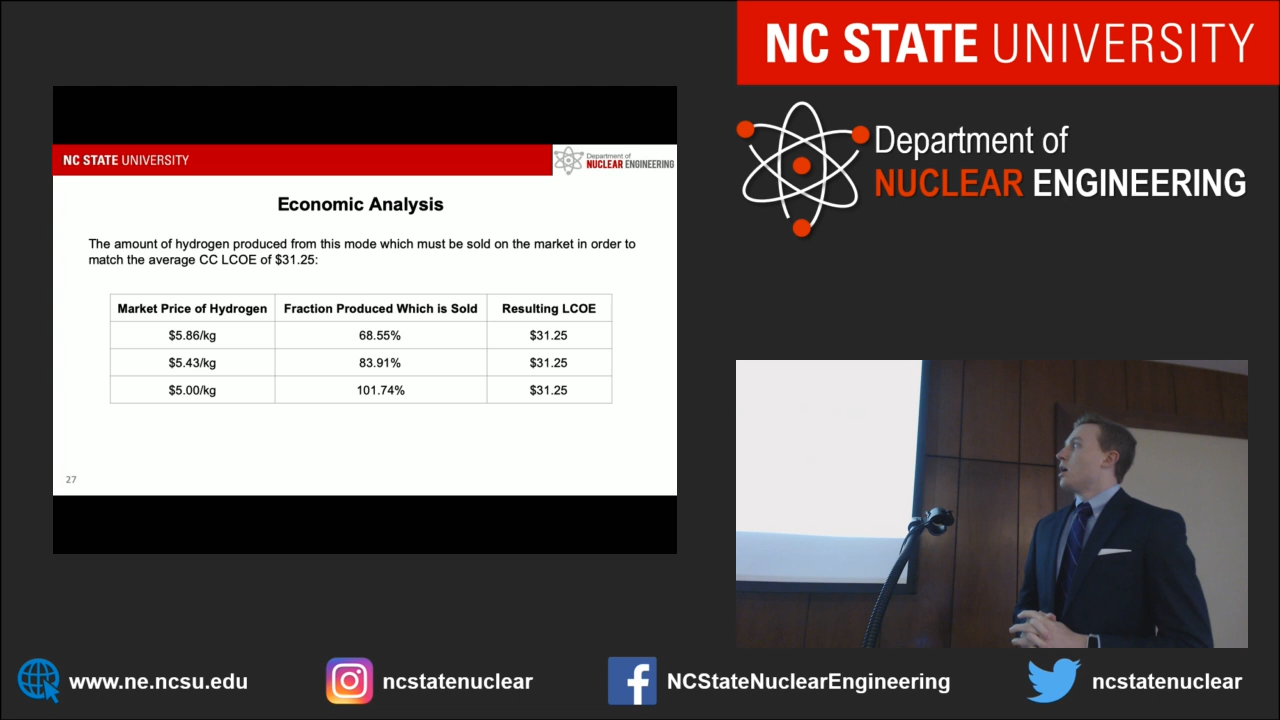 NC STATE UNIVERSITY
Department of
NUCLEAR ENGINEERING
NC STATE UNIVERSITY
Department of
NUCLEAR ENGINEERING
Economic Analysis
The amount of hydrogen produced from this mode which must be sold on the market in order to
match the average CC LCOE of $31.25:
Market Price of Hydrogen Fraction Produced Which is Sold Resulting LCOE
$5.86/kg 68.55% $31.25
$5.43/kg 83.91% $31.25
$5.00/kg 101.74% $31.25
27
www.ne.ncsu.edu ncstatenuclear NCStateNuclearEngineering ncstatenuclear